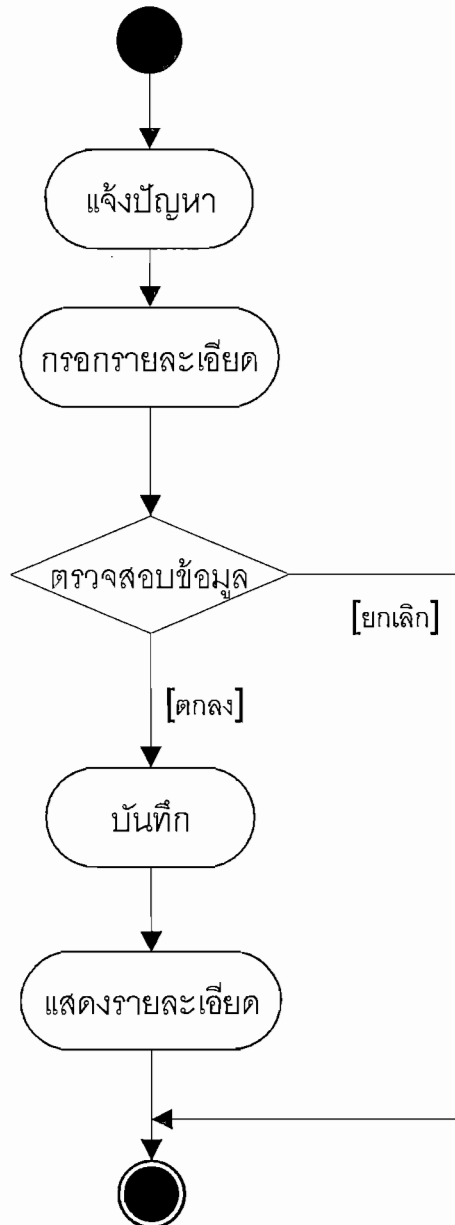 แจ้งปัญหา
กรอกรายละเอียด
ตรวจสอบข้อมูล
[ยกเลิก]
[ตกลง]
บันทึก
แสดงรายละเอียด